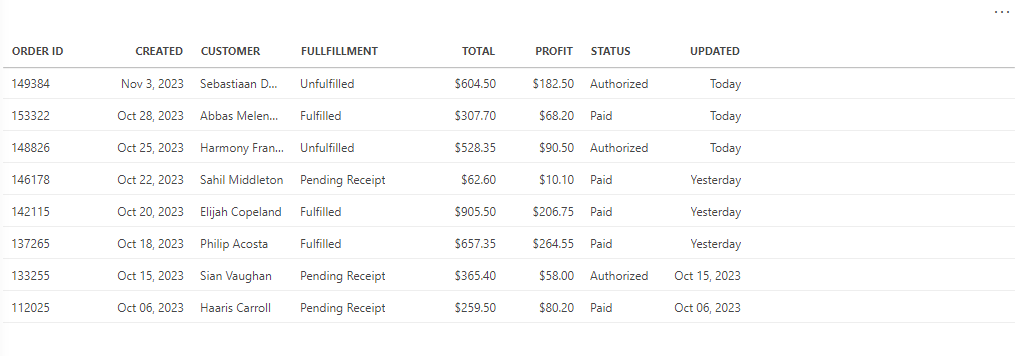 ...
ORDER ID CREATED CUSTOMER FULLFILLMENT TOTAL PROFIT STATUS UPDATED
149384 Nov 3, 2023 Sebastiaan D... Unfulfilled $604.50 $182.50 Authorized Today
153322 Oct 28, 2023 Abbas Melen... Fulfilled $307.70 $68.20 Paid Today
148826 Oct 25, 2023 Harmony Fran... Unfulfilled $528.35 $90.50 Authorized Today
146178 Oct 22, 2023 Sahil Middleton Pending Receipt $62.60 $10.10 Paid Yesterday
142115 Oct 20, 2023 Elijah Copeland Fulfilled $905.50 $206.75 Paid Yesterday
137265 Oct 18, 2023 Philip Acosta Fulfilled $657.35 $264.55 Paid Yesterday
133255 Oct 15, 2023 Sian Vaughan Pending Receipt $365.40 $58.00 Authorized Oct 15, 2023
112025 Oct 06, 2023 Haaris Carroll Pending Receipt $259.50 $80.20 Paid Oct 06, 2023